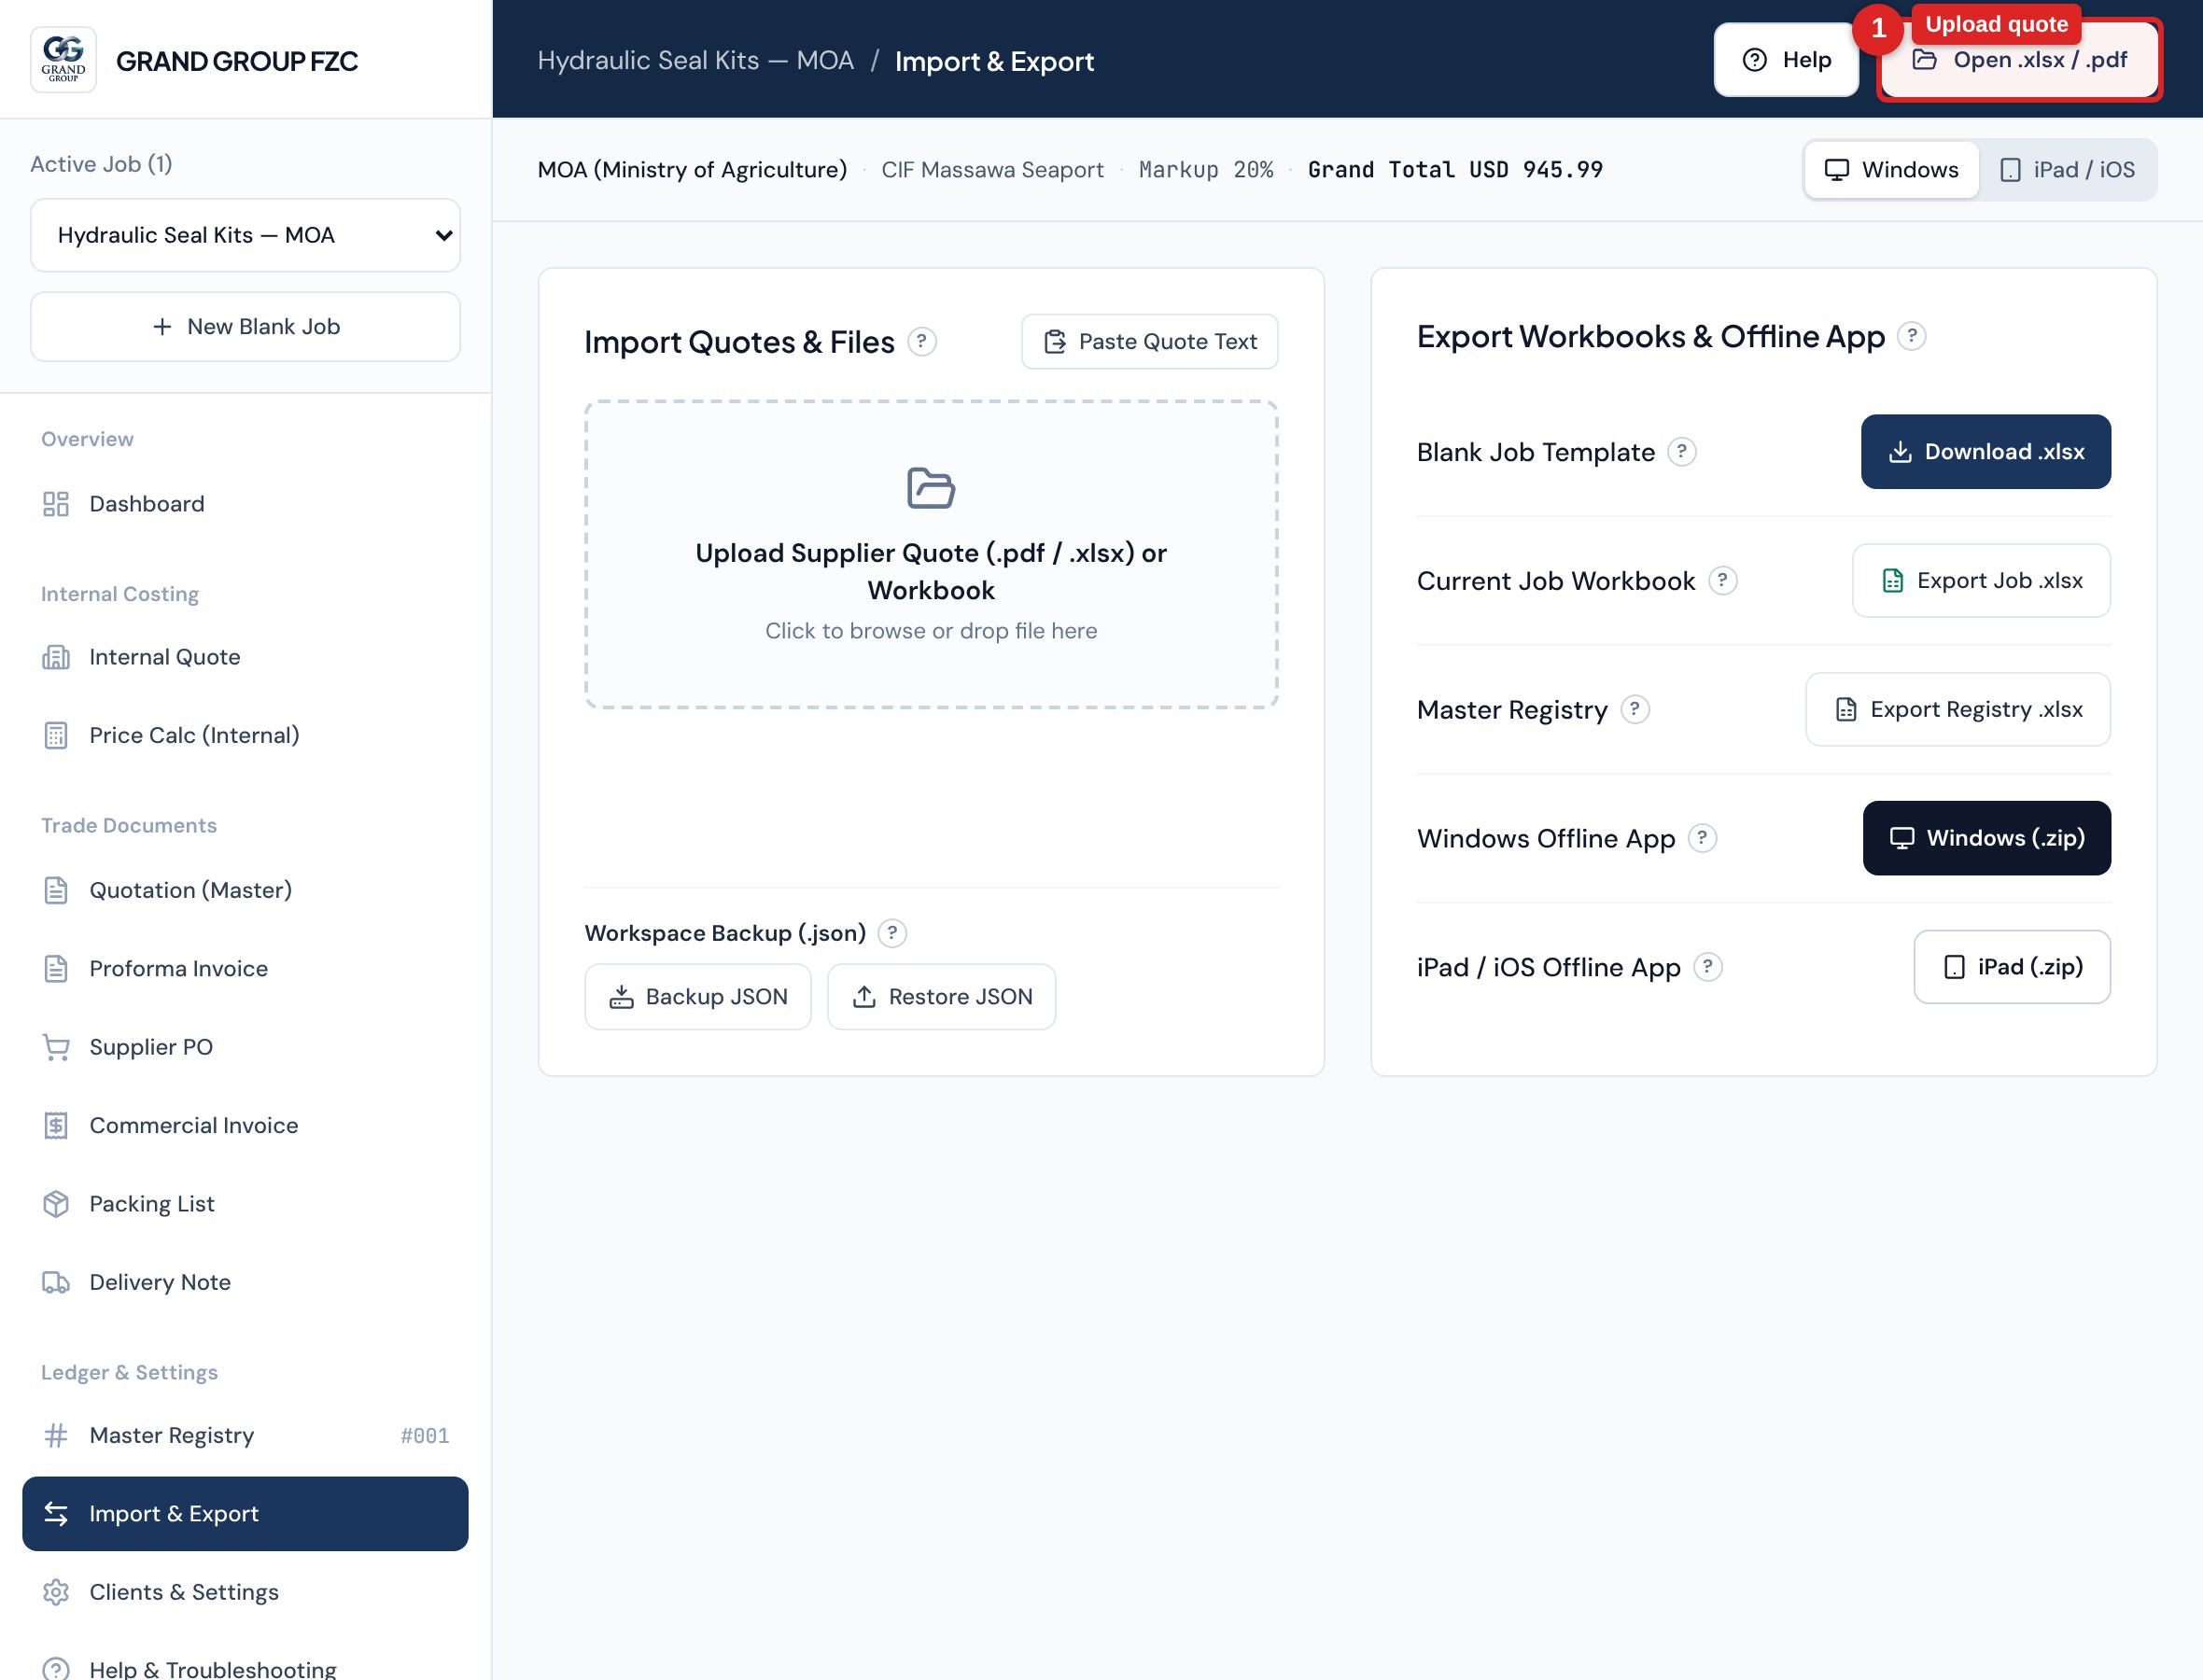 GG
GRAND
GROUP
GRAND GROUP FZC
Active Job (1)
Hydraulic Seal Kits — MOA
New Blank Job
Overview
Dashboard
Internal Costing
Internal Quote
Price Calc (Internal)
Trade Documents
Quotation (Master)
Proforma Invoice
Supplier PO
Commercial Invoice
Packing List
Delivery Note
Ledger & Settings
Master Registry #001
Import & Export
Clients & Settings
Help & Troubleshooting
Hydraulic Seal Kits — MOA / Import & Export
Help
1
Upload quote
Open .xlsx / .pdf
MOA (Ministry of Agriculture) · CIF Massawa Seaport · Markup 20% · Grand Total USD 945.99
Windows
iPad / iOS
Import Quotes & Files ?
Paste Quote Text
Upload Supplier Quote (.pdf / .xlsx) or
Workbook
Click to browse or drop file here
Workspace Backup (.json) ?
Backup JSON
Restore JSON
Export Workbooks & Offline App ?
Blank Job Template ?
Download .xlsx
Current Job Workbook ?
Export Job .xlsx
Master Registry ?
Export Registry .xlsx
Windows Offline App ?
Windows (.zip)
iPad / iOS Offline App ?
iPad (.zip)